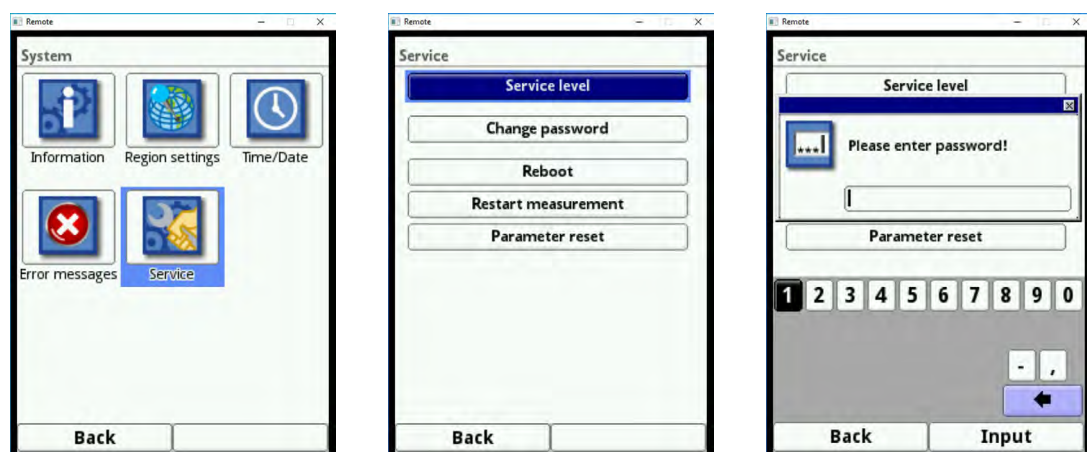 Remote
System
Information Region settings Time/Date
Error messages Service
Back
Remote
Service
Service level
Change password
Reboot
Restart measurement
Parameter reset
Back
Remote
Service
Service level
Please enter password!
Parameter reset
1 2 3 4 5 6 7 8 9 0
- ,
Back Input